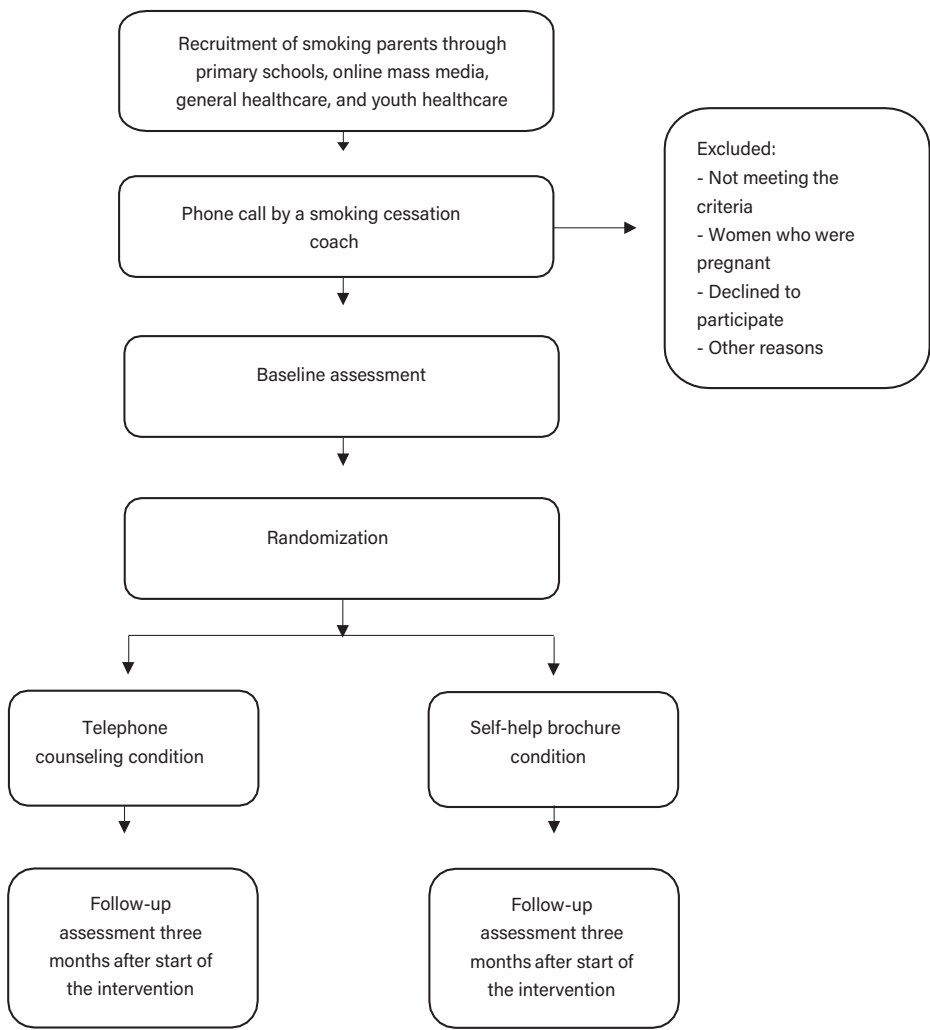 Recruitment of smoking parents through
primary schools, online mass media,
general healthcare, and youth healthcare
Phone call by a smoking cessation
coach
Excluded:
- Not meeting the
criteria
- Women who were
pregnant
- Declined to
participate
- Other reasons
Baseline assessment
Randomization
Telephone
counseling condition
Self-help brochure
condition
Follow-up
assessment three
months after start of
the intervention
Follow-up
assessment three
months after start of
the intervention